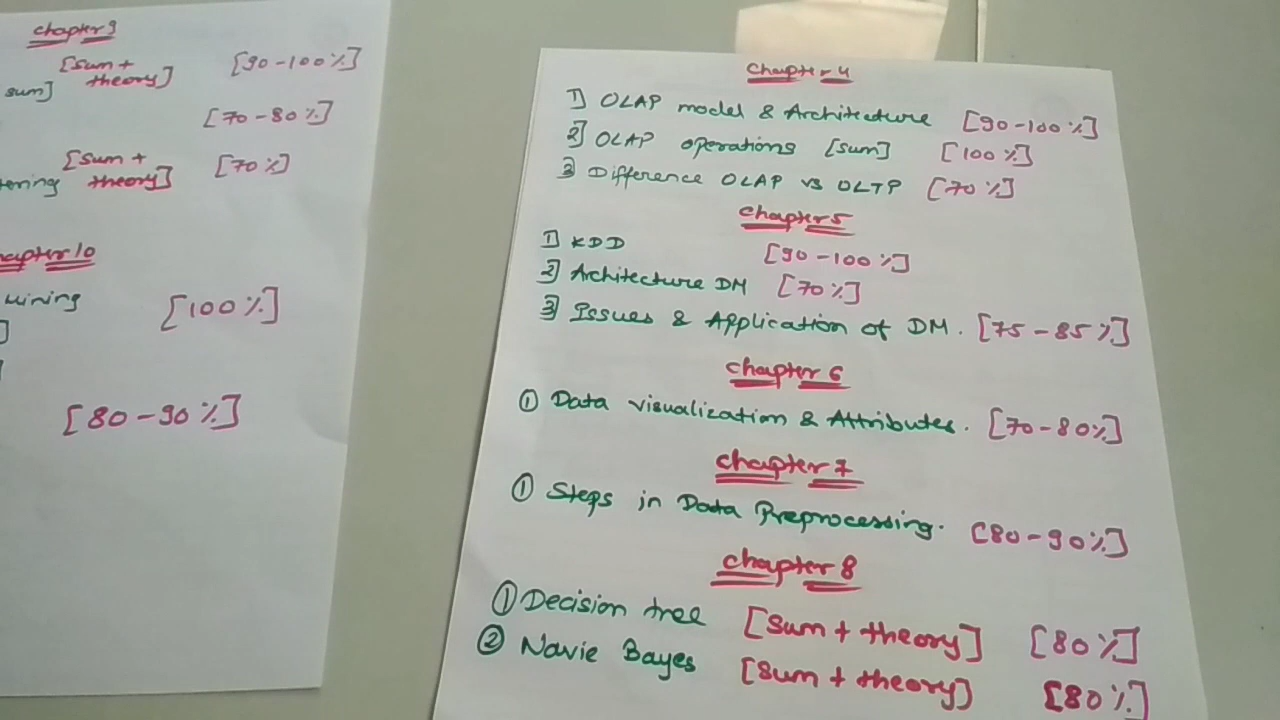 chapter 9
[sum + theory] [90-100%]
sum]
[70-80%]
[sum + theory] [70%]
tering
hapter 10
Mining [100%]
]
[80-90%]
chapter 4
1] OLAP model & Architecture [90-100%]
2] OLAP operations [sum] [100%]
3] Difference OLAP vs OLTP [70%]
chapter 5
1] KDD [90-100%]
2] Architecture DM [70%]
3] Issues & Application of DM. [75-85%]
chapter 6
① Data visualization & Attributes. [70-80%]
chapter 7
① Steps in Data Preprocessing. [80-90%]
chapter 8
① Decision tree [sum + theory] [80%]
② Navie Bayes [sum + theory] [80%]